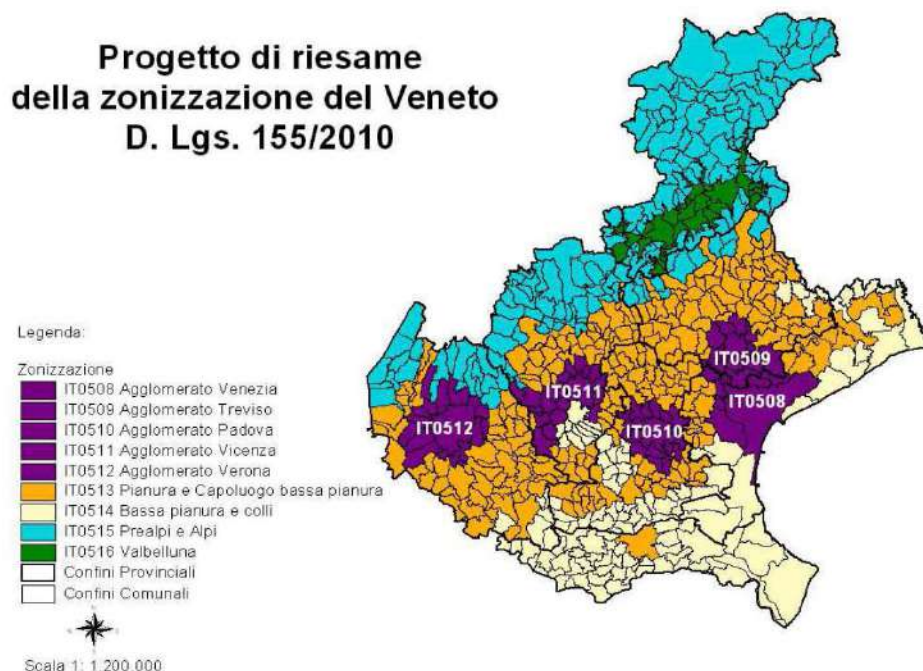 Progetto di riesame
della zonizzazione del Veneto
D. Lgs. 155/2010
Legenda:
Zonizzazione
IT0508 Agglomerato Venezia
IT0509 Agglomerato Treviso
IT0510 Agglomerato Padova
IT0511 Agglomerato Vicenza
IT0512 Agglomerato Verona
IT0513 Pianura e Capoluogo bassa pianura
IT0514 Bassa pianura e colli
IT0515 Prealpi e Alpi
IT0516 Valbelluna
Confini Provinciali
Confini Comunali
Scala 1: 1.200.000
IT0509
IT0511
IT0508
IT0512
IT0510